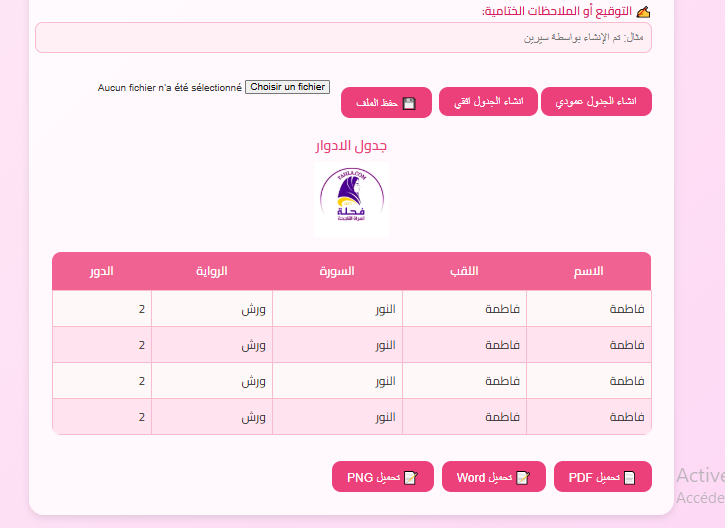 ✍️ التوقيع أو الملاحظات الختامية:
مثال: تم الإنشاء بواسطة سيرين
انشاء الجدول عمودي
انشاء الجدول افقي
💾 حفظ الملف
Choisir un fichier Aucun fichier n'a été sélectionné
جدول الادوار
FAHLA.COM
فحلة
المرأة الناجحة
الاسم اللقب السورة الرواية الدور
فاطمة فاطمة النور ورش 2
فاطمة فاطمة النور ورش 2
فاطمة فاطمة النور ورش 2
فاطمة فاطمة النور ورش 2
📄 تحميل PDF
📝 تحميل Word
📝 تحميل PNG
Active
Accéde